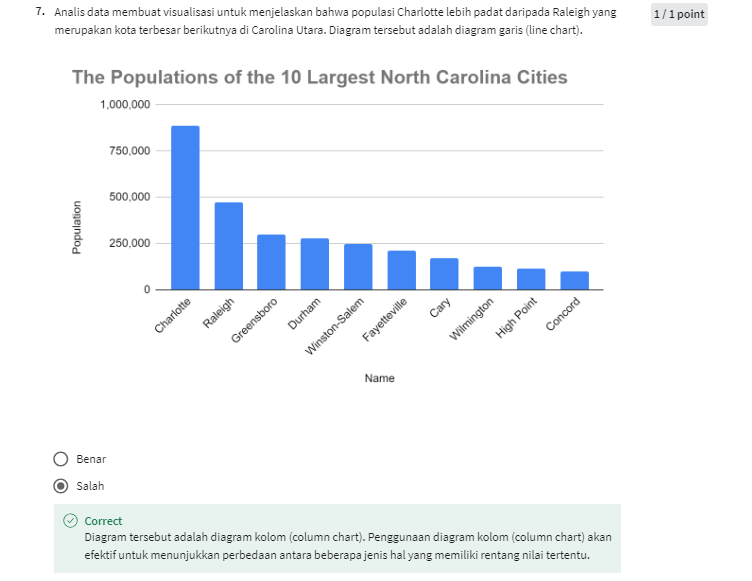 7. Analis data membuat visualisasi untuk menjelaskan bahwa populasi Charlotte lebih padat daripada Raleigh yang
1 / 1 point
merupakan kota terbesar berikutnya di Carolina Utara. Diagram tersebut adalah diagram garis (line chart).
The Populations of the 10 Largest North Carolina Cities
1,000,000
750,000
500,000
250,000
0
Population
Charlotte
Raleigh
Greensboro
Durham
Winston-Salem
Fayetteville
Cary
Wilmington
High Point
Concord
Name
Benar
Salah
Correct
Diagram tersebut adalah diagram kolom (column chart). Penggunaan diagram kolom (column chart) akan
efektif untuk menunjukkan perbedaan antara beberapa jenis hal yang memiliki rentang nilai tertentu.